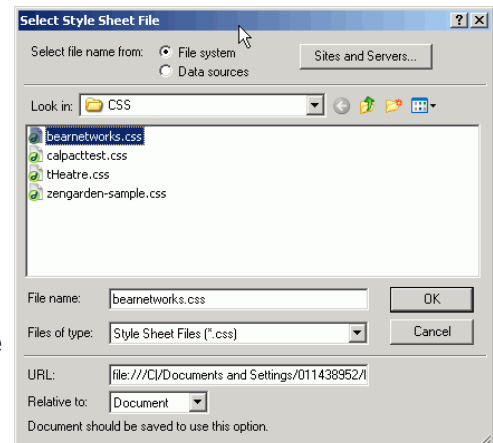 Select Style Sheet File
Select file name from: File system Sites and Servers...
Data sources
Look in: CSS
bearnetworks.css
calpacttest.css
tHeatre.css
zengarden-sample.css
File name: bearnetworks.css OK
Files of type: Style Sheet Files (*.css) Cancel
e
URL: file:///C|/Documents and Settings/011438952/
Relative to: Document
Document should be saved to use this option.